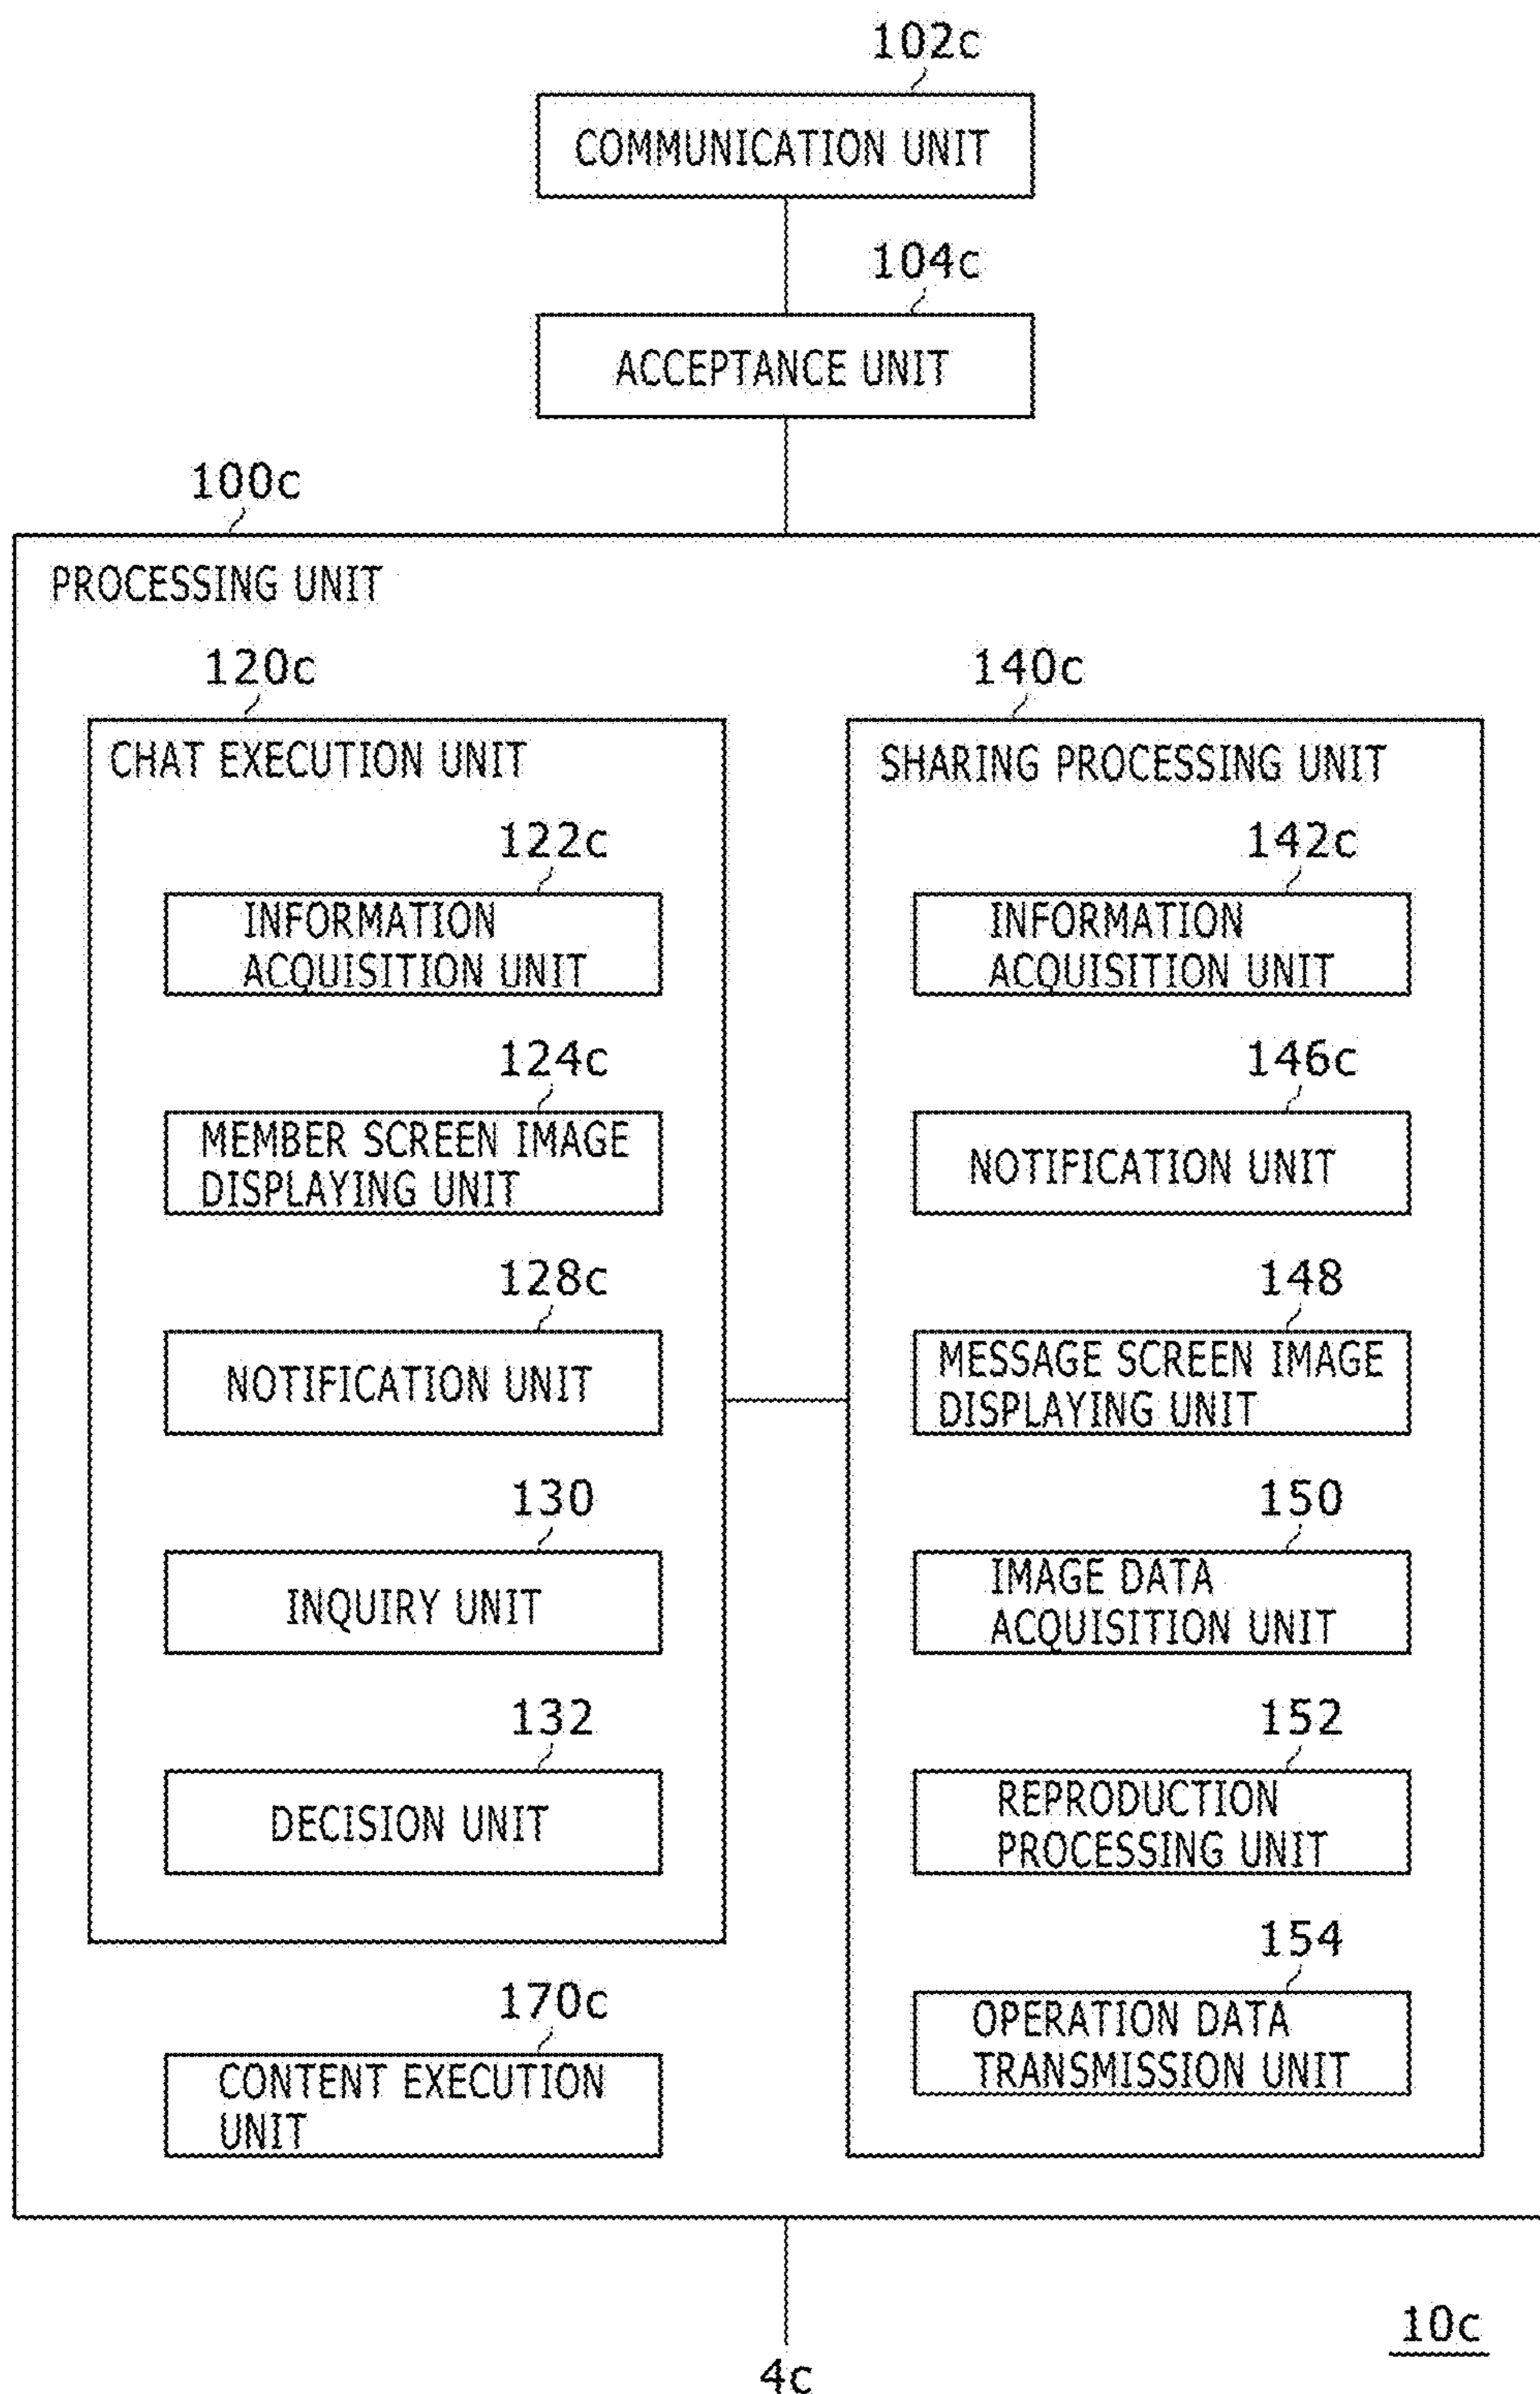 102c
COMMUNICATION UNIT
104c
ACCEPTANCE UNIT
100c
PROCESSING UNIT
120c
CHAT EXECUTION UNIT
122c
INFORMATION
ACQUISITION UNIT
124c
MEMBER SCREEN IMAGE
DISPLAYING UNIT
128c
NOTIFICATION UNIT
130
INQUIRY UNIT
132
DECISION UNIT
170c
CONTENT EXECUTION
UNIT
140c
SHARING PROCESSING UNIT
142c
INFORMATION
ACQUISITION UNIT
146c
NOTIFICATION UNIT
148
MESSAGE SCREEN IMAGE
DISPLAYING UNIT
150
IMAGE DATA
ACQUISITION UNIT
152
REPRODUCTION
PROCESSING UNIT
154
OPERATION DATA
TRANSMISSION UNIT
10c
4c